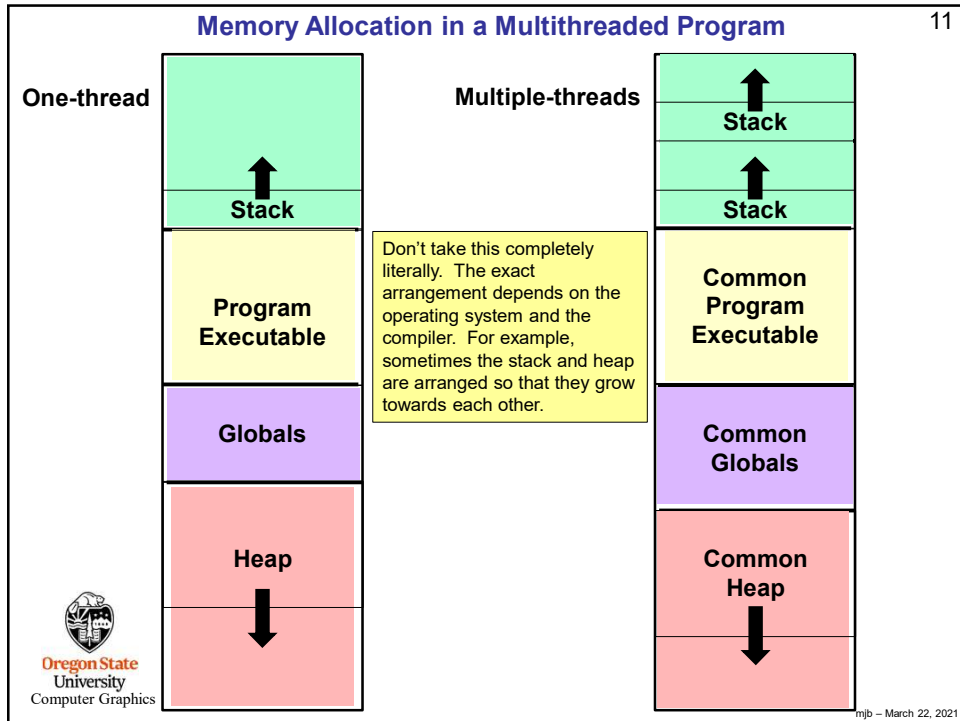 Memory Allocation in a Multithreaded Program
11
One-thread
Stack
Program
Executable
Globals
Heap
Don’t take this completely
literally.  The exact
arrangement depends on the
operating system and the
compiler.  For example,
sometimes the stack and heap
are arranged so that they grow
towards each other.
Multiple-threads
Stack
Stack
Common
Program
Executable
Common
Globals
Common
Heap
Oregon State
University
Computer Graphics
mjb – March 22, 2021